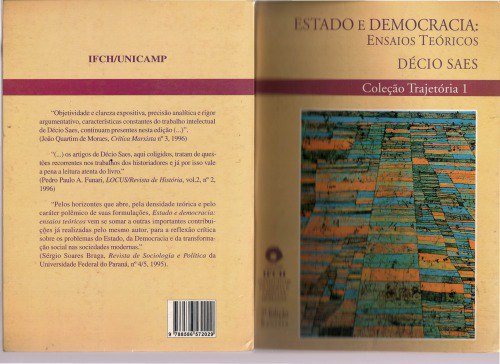 IFCH/UNICAMP
"Objetividade e clareza expositiva, precisão analítica e rigor
argumentativo, características constantes do trabalho intelectual
de Décio Saes, continuam presentes nesta edição (...)".
(João Quartim de Moraes, Crítica Marxista nº 3, 1996)
"(...) os artigos de Décio Saes, aqui coligidos, tratam de ques-
tões recorrentes nos trabalhos dos historiadores e já por isso vale
a pena a leitura atenta do livro."
(Pedro Paulo A. Funari, LOCUS/Revista de História, vol.2, nº 2,
1996)
"Pelos horizontes que abre, pela densidade teórica e pelo
caráter polêmico de suas formulações, Estado e democracia:
ensaios teóricos vem se somar a outras importantes contribui-
ções já realizadas pelo mesmo autor, para a reflexão crítica
sobre os problemas do Estado, da Democracia e da transforma-
ção social nas sociedades modernas."
(Sérgio Soares Braga, Revista de Sociologia e Política da
Universidade Federal do Paraná, nº 4/5, 1995).
9 788586 572029
ESTADO E DEMOCRACIA:
ENSAIOS TEÓRICOS
DÉCIO SAES
Coleção Trajetória 1
2ª Edição